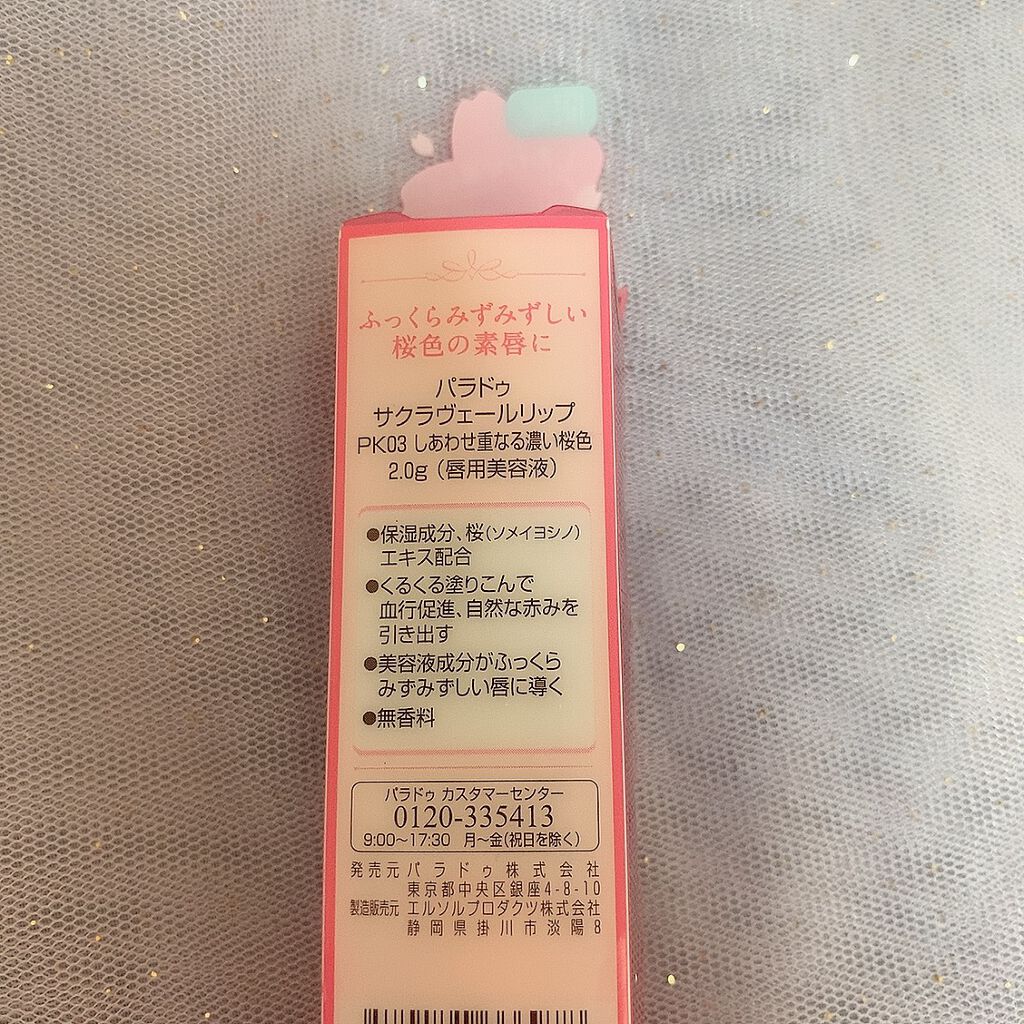 ふっくらみずみずしい
桜色の素唇に
パラドゥ
サクラヴェールリップ
PK03 しあわせ重なる濃い桜色
2.0g（唇用美容液）
●保湿成分、桜（ソメイヨシノ）
エキス配合
●くるくる塗りこんで
血行促進、自然な赤みを
引き出す
●美容液成分がふっくら
みずみずしい唇に導く
●無香料
パラドゥ カスタマーセンター
0120-335413
9:00〜17:30 月〜金（祝日を除く）
発売元 パラドゥ株式会社
東京都中央区銀座4-8-10
製造販売元 エルソルプロダクツ株式会社
静岡県掛川市淡陽8